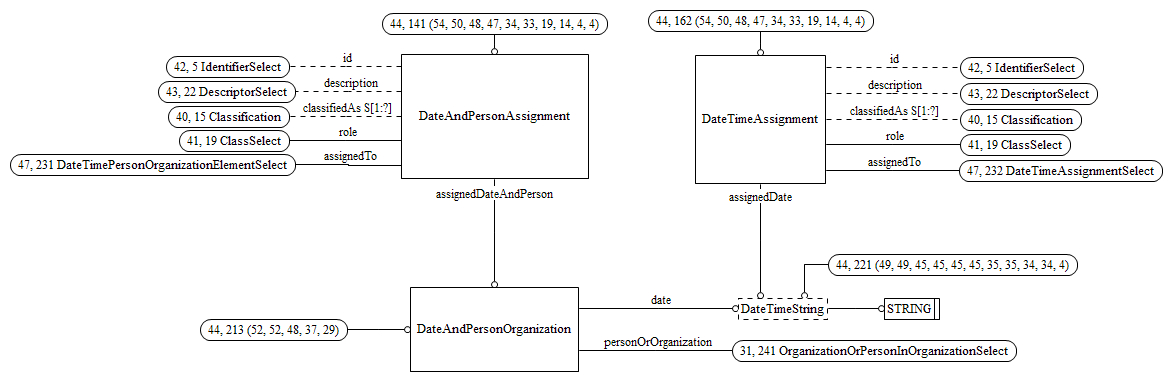 44, 141 (54, 50, 48, 47, 34, 33, 19, 14, 4, 4)
44, 162 (54, 50, 48, 47, 34, 33, 19, 14, 4, 4)
id
42, 5 IdentifierSelect
description
43, 22 DescriptorSelect
classifiedAs S[1:?]
40, 15 Classification
role
41, 19 ClassSelect
assignedTo
47, 231 DateTimePersonOrganizationElementSelect
DateAndPersonAssignment
assignedDateAndPerson
DateTimeAssignment
id
42, 5 IdentifierSelect
description
43, 22 DescriptorSelect
classifiedAs S[1:?]
40, 15 Classification
role
41, 19 ClassSelect
assignedTo
47, 232 DateTimeAssignmentSelect
assignedDate
44, 221 (49, 49, 45, 45, 45, 45, 35, 35, 34, 34, 4)
date
DateTimeString
STRING
44, 213 (52, 52, 48, 37, 29)
DateAndPersonOrganization
personOrOrganization
31, 241 OrganizationOrPersonInOrganizationSelect